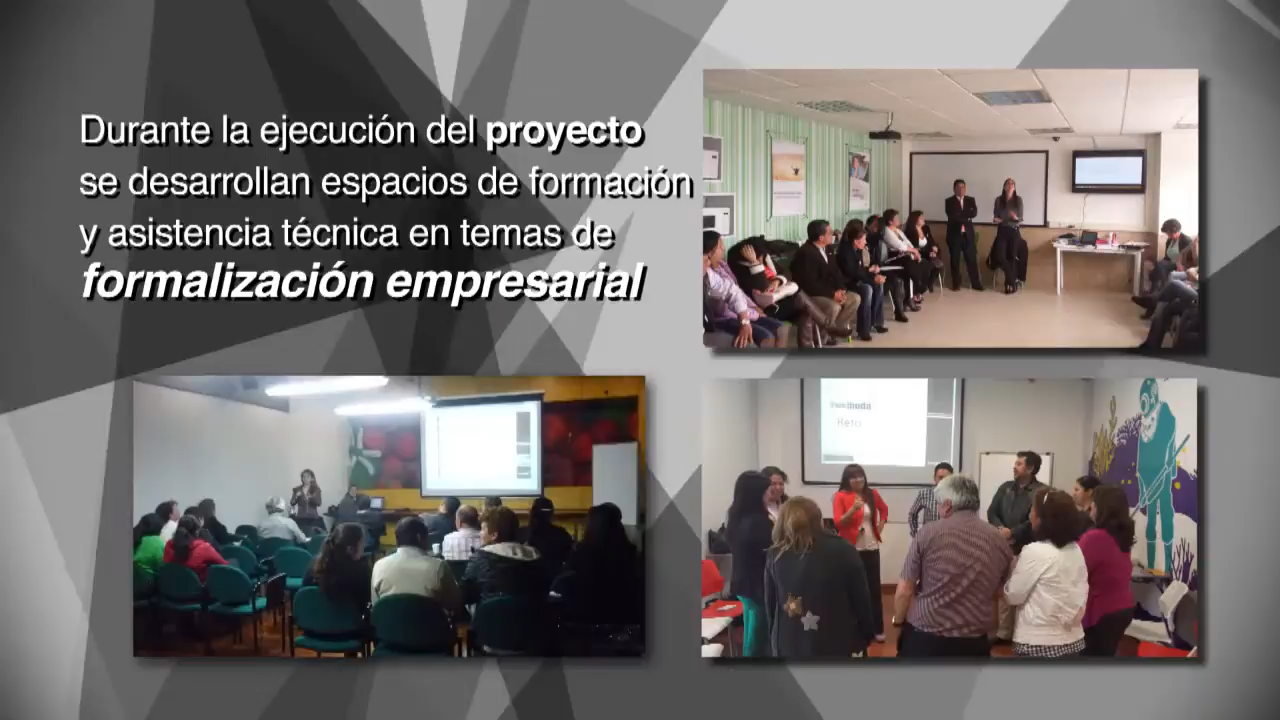 Durante la ejecución del proyecto
se desarrollan espacios de formación
y asistencia técnica en temas de
formalización empresarial